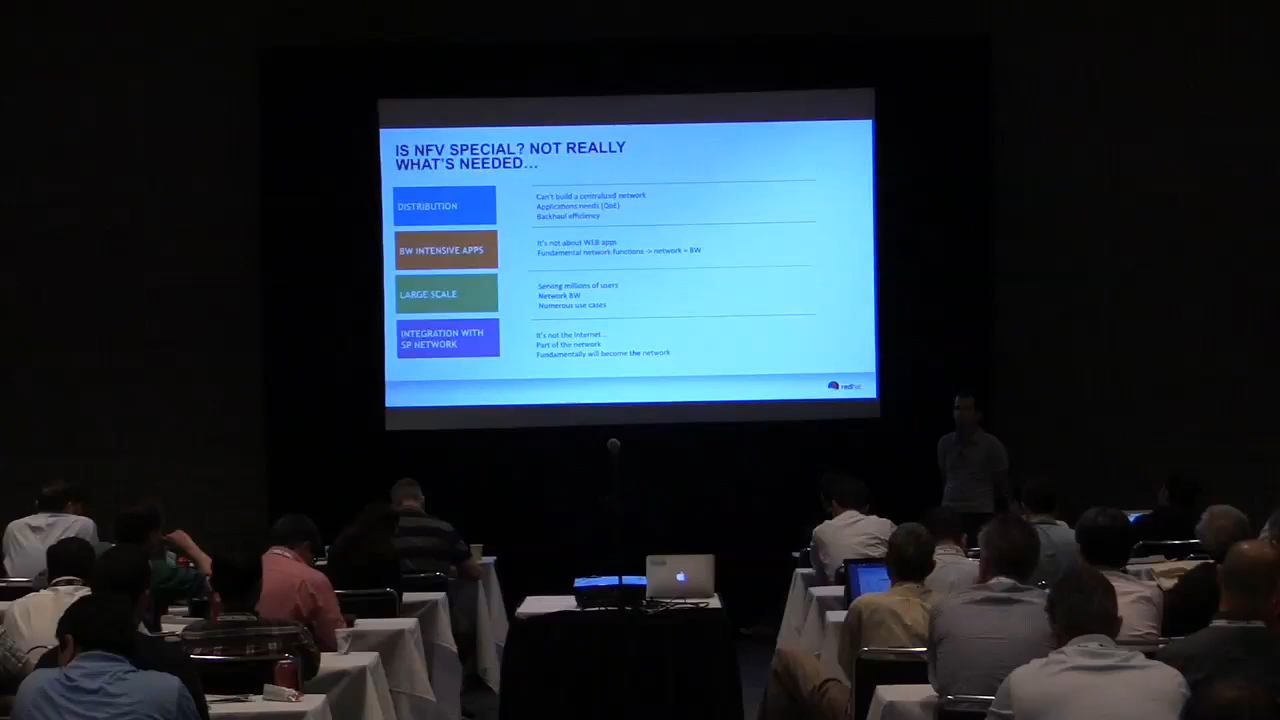 IS NFV SPECIAL? NOT REALLY
WHAT'S NEEDED...
DISTRIBUTION
Can't build a centralized network
Applications needs (QoE)
Backhaul efficiency
BW INTENSIVE APPS
It's not about WEB apps
Fundamental network functions -> network = BW
LARGE SCALE
Serving millions of users
Network BW
Numerous use cases
INTEGRATION WITH
SP NETWORK
It's not the Internet...
Part of the network
Fundamentally will become the network
redhat